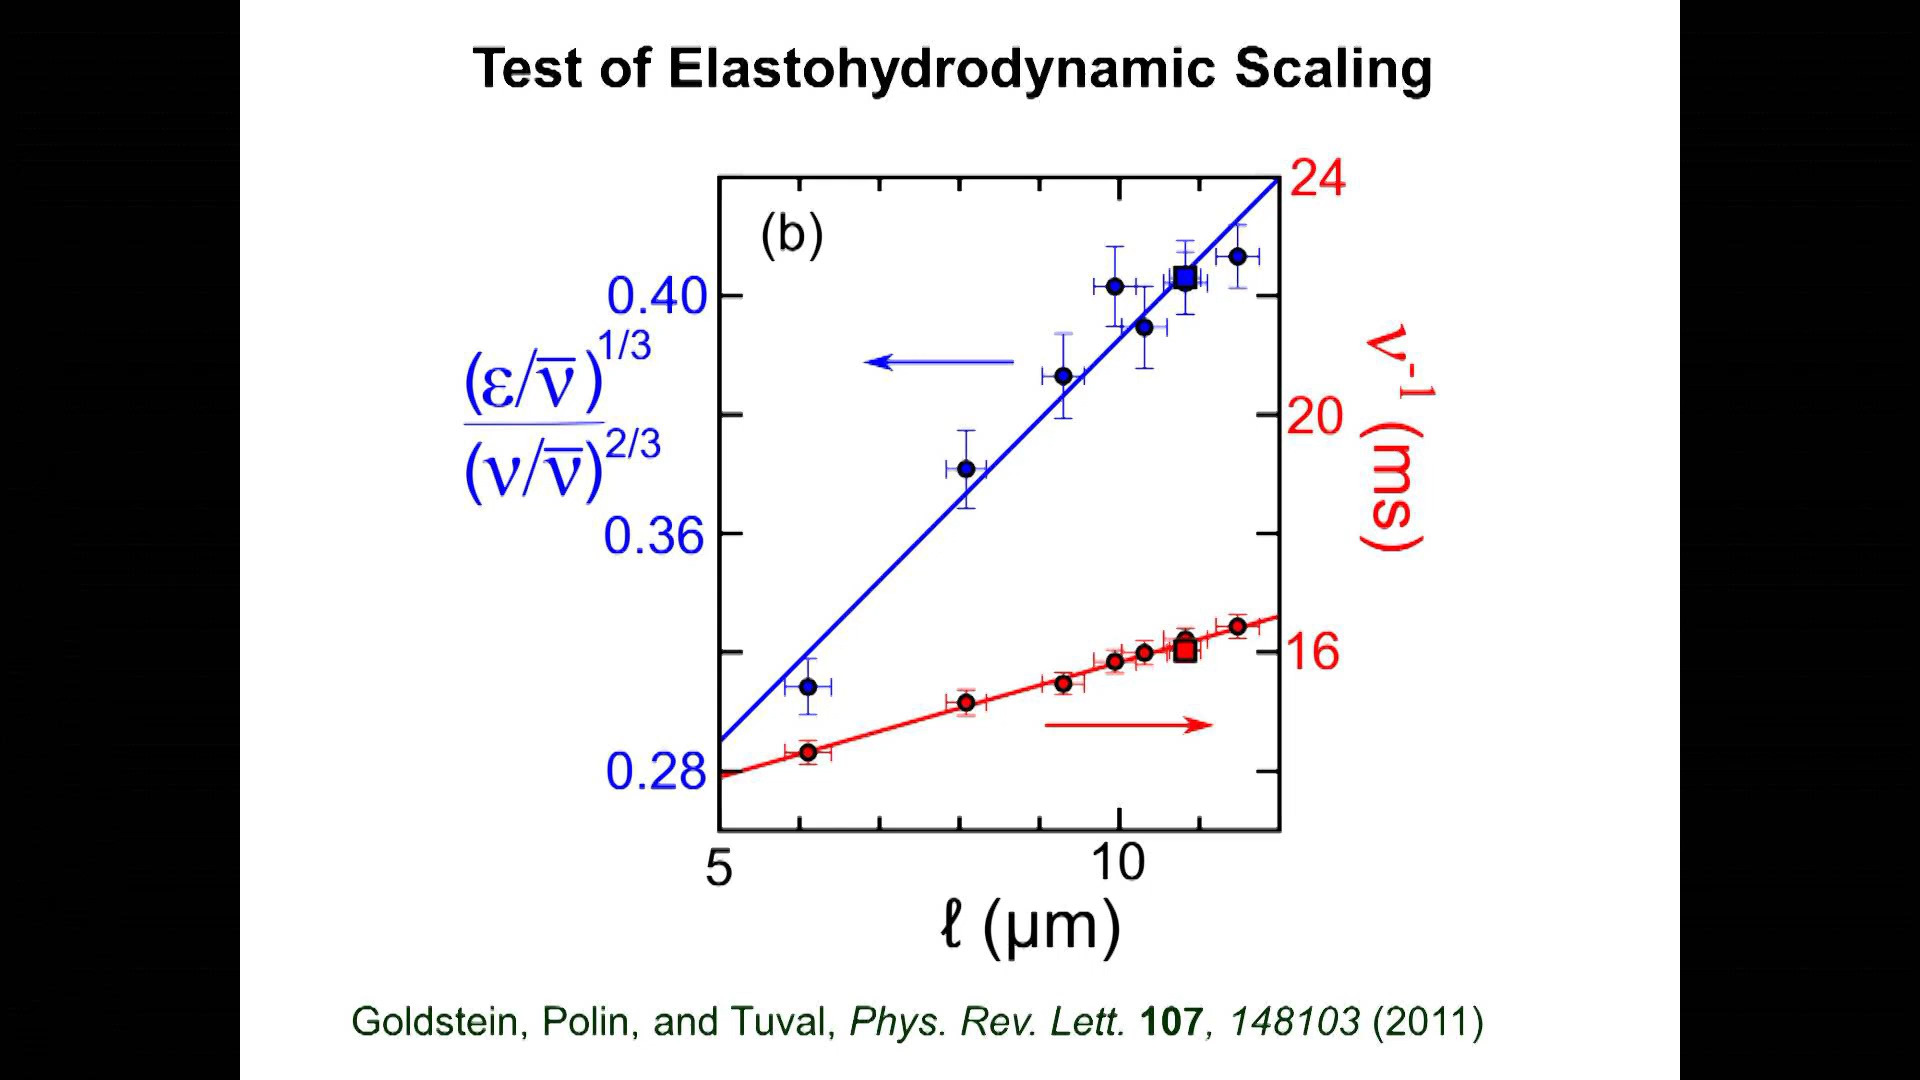 Test of Elastohydrodynamic Scaling
(b)
24
0.40
(ε/ν̅)^1/3
(ν/ν̅)^2/3
20
ν^-1 (ms)
0.36
16
0.28
5
10
ℓ (μm)
Goldstein, Polin, and Tuval, Phys. Rev. Lett. 107, 148103 (2011)